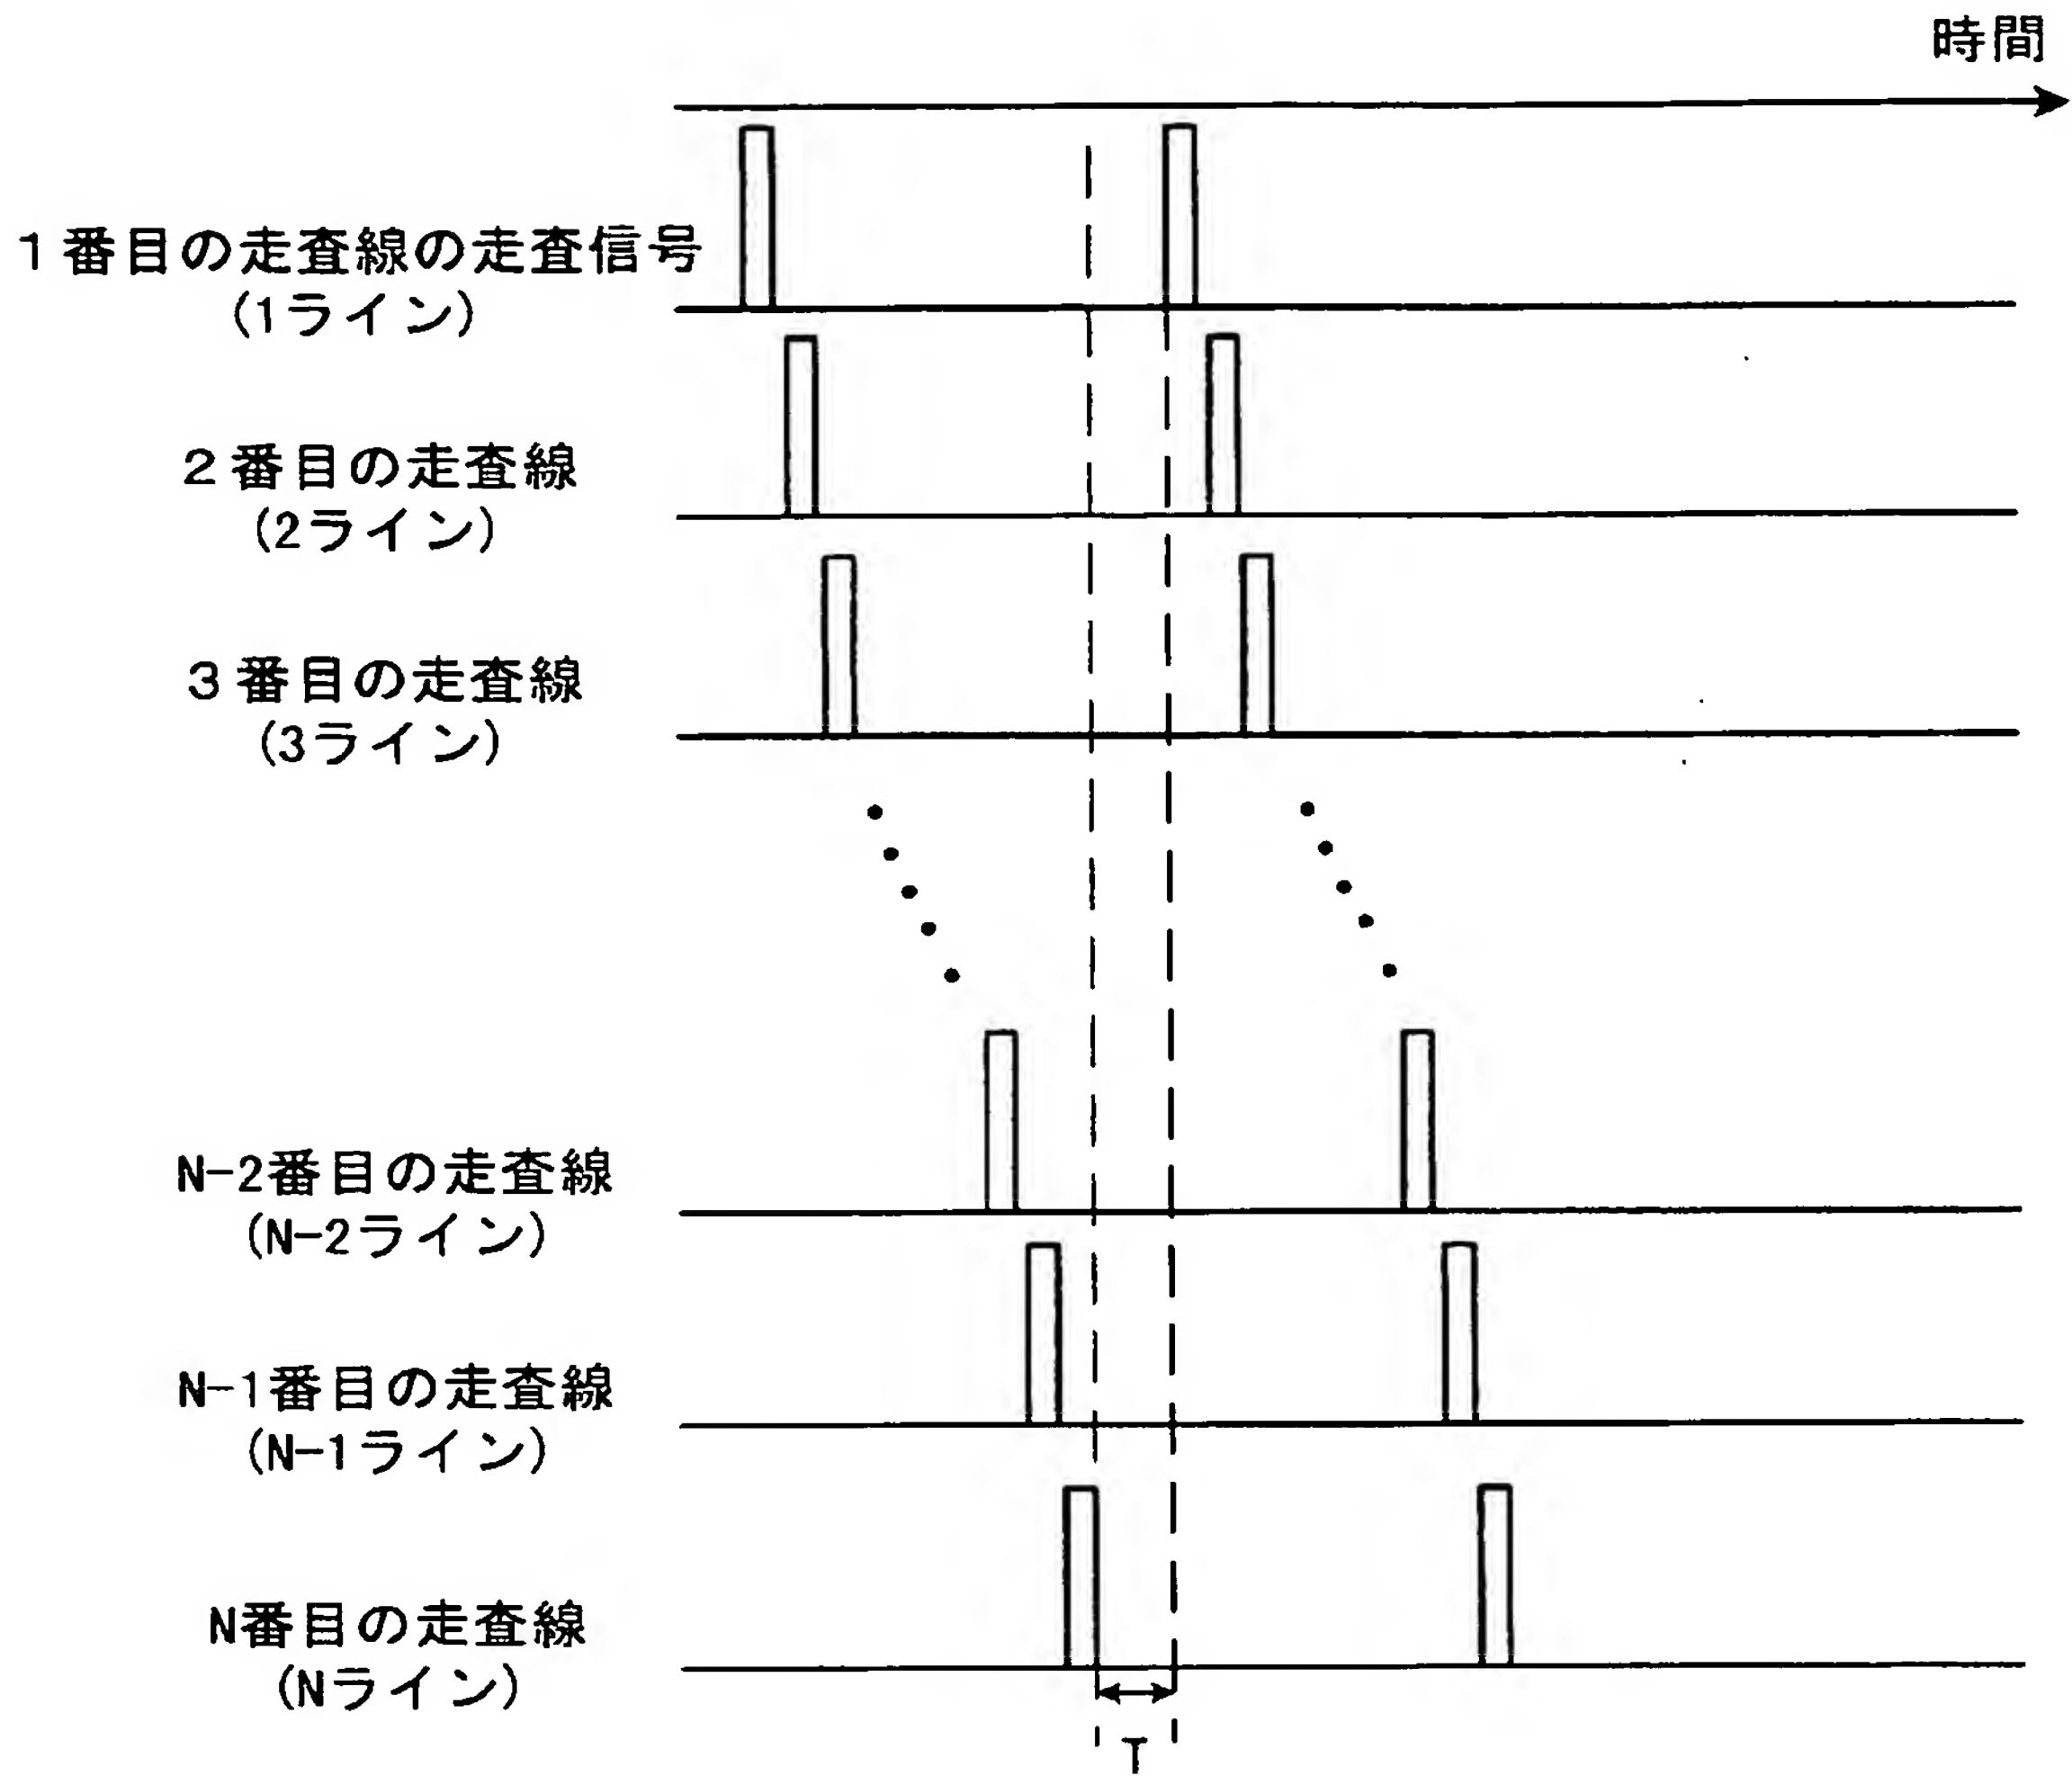 時間
1番目の走査線の走査信号
(1ライン)
2番目の走査線
(2ライン)
3番目の走査線
(3ライン)
N-2番目の走査線
(N-2ライン)
N-1番目の走査線
(N-1ライン)
N番目の走査線
(Nライン)
T